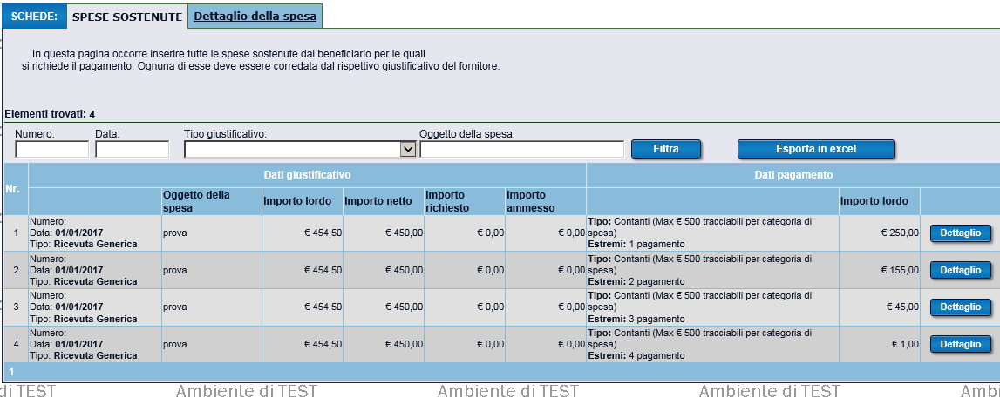 SCHEDE: SPESE SOSTENUTE Dettaglio della spesa
In questa pagina occorre inserire tutte le spese sostenute dal beneficiario per le quali
si richiede il pagamento. Ognuna di esse deve essere corredata dal rispettivo giustificativo del fornitore.
Elementi trovati: 4
Numero: Data: Tipo giustificativo: Oggetto della spesa:
Filtra Esporta in excel
Nr. Dati giustificativo Dati pagamento
Oggetto della spesa Importo lordo Importo netto Importo richiesto Importo ammesso Importo lordo
1 Numero:
Data: 01/01/2017
Tipo: Ricevuta Generica
prova € 454,50 € 450,00 € 0,00 € 0,00
Tipo: Contanti (Max € 500 tracciabili per categoria di
spesa)
Estremi: 1 pagamento
€ 250,00 Dettaglio
2 Numero:
Data: 01/01/2017
Tipo: Ricevuta Generica
prova € 454,50 € 450,00 € 0,00 € 0,00
Tipo: Contanti (Max € 500 tracciabili per categoria di
spesa)
Estremi: 2 pagamento
€ 155,00 Dettaglio
3 Numero:
Data: 01/01/2017
Tipo: Ricevuta Generica
prova € 454,50 € 450,00 € 0,00 € 0,00
Tipo: Contanti (Max € 500 tracciabili per categoria di
spesa)
Estremi: 3 pagamento
€ 45,00 Dettaglio
4 Numero:
Data: 01/01/2017
Tipo: Ricevuta Generica
prova € 454,50 € 450,00 € 0,00 € 0,00
Tipo: Contanti (Max € 500 tracciabili per categoria di
spesa)
Estremi: 4 pagamento
€ 1,00 Dettaglio
1
di TEST Ambiente di TEST Ambiente di TEST Ambiente di TEST Ambi